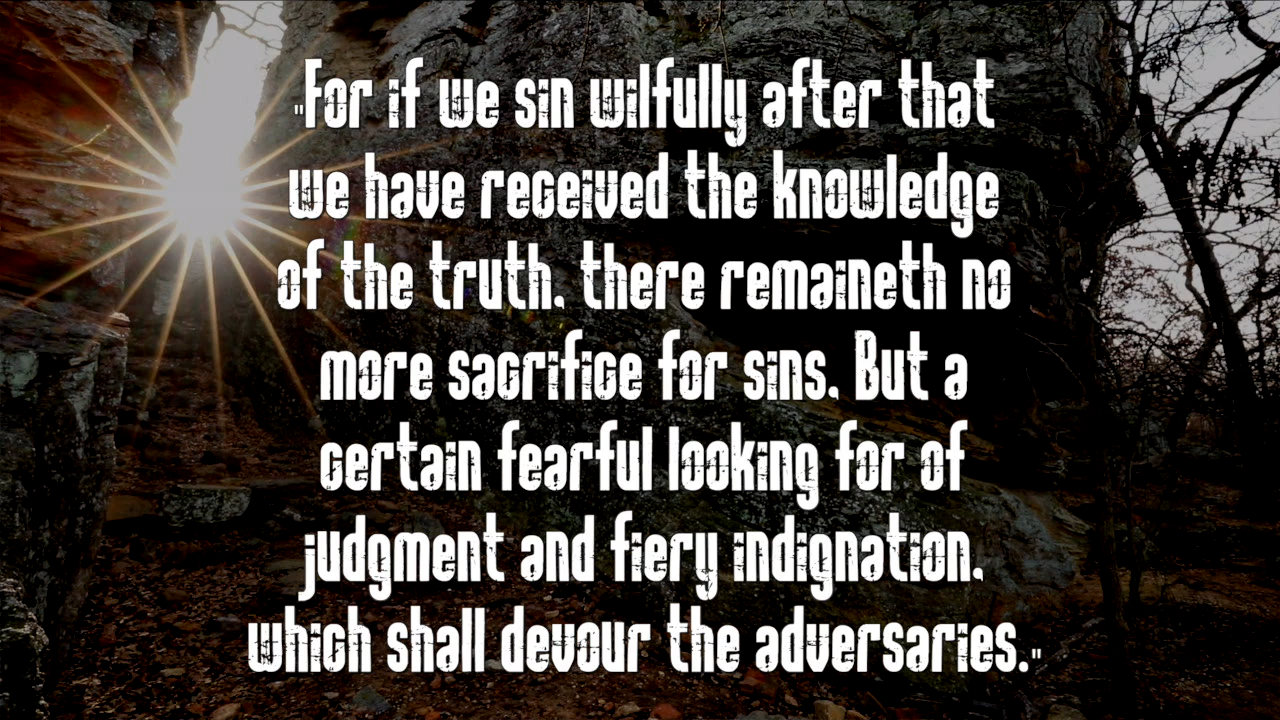 "For if we sin wilfully after that
we have received the knowledge
of the truth, there remaineth no
more sacrifice for sins, But a
certain fearful looking for of
judgment and fiery indignation,
which shall devour the adversaries."